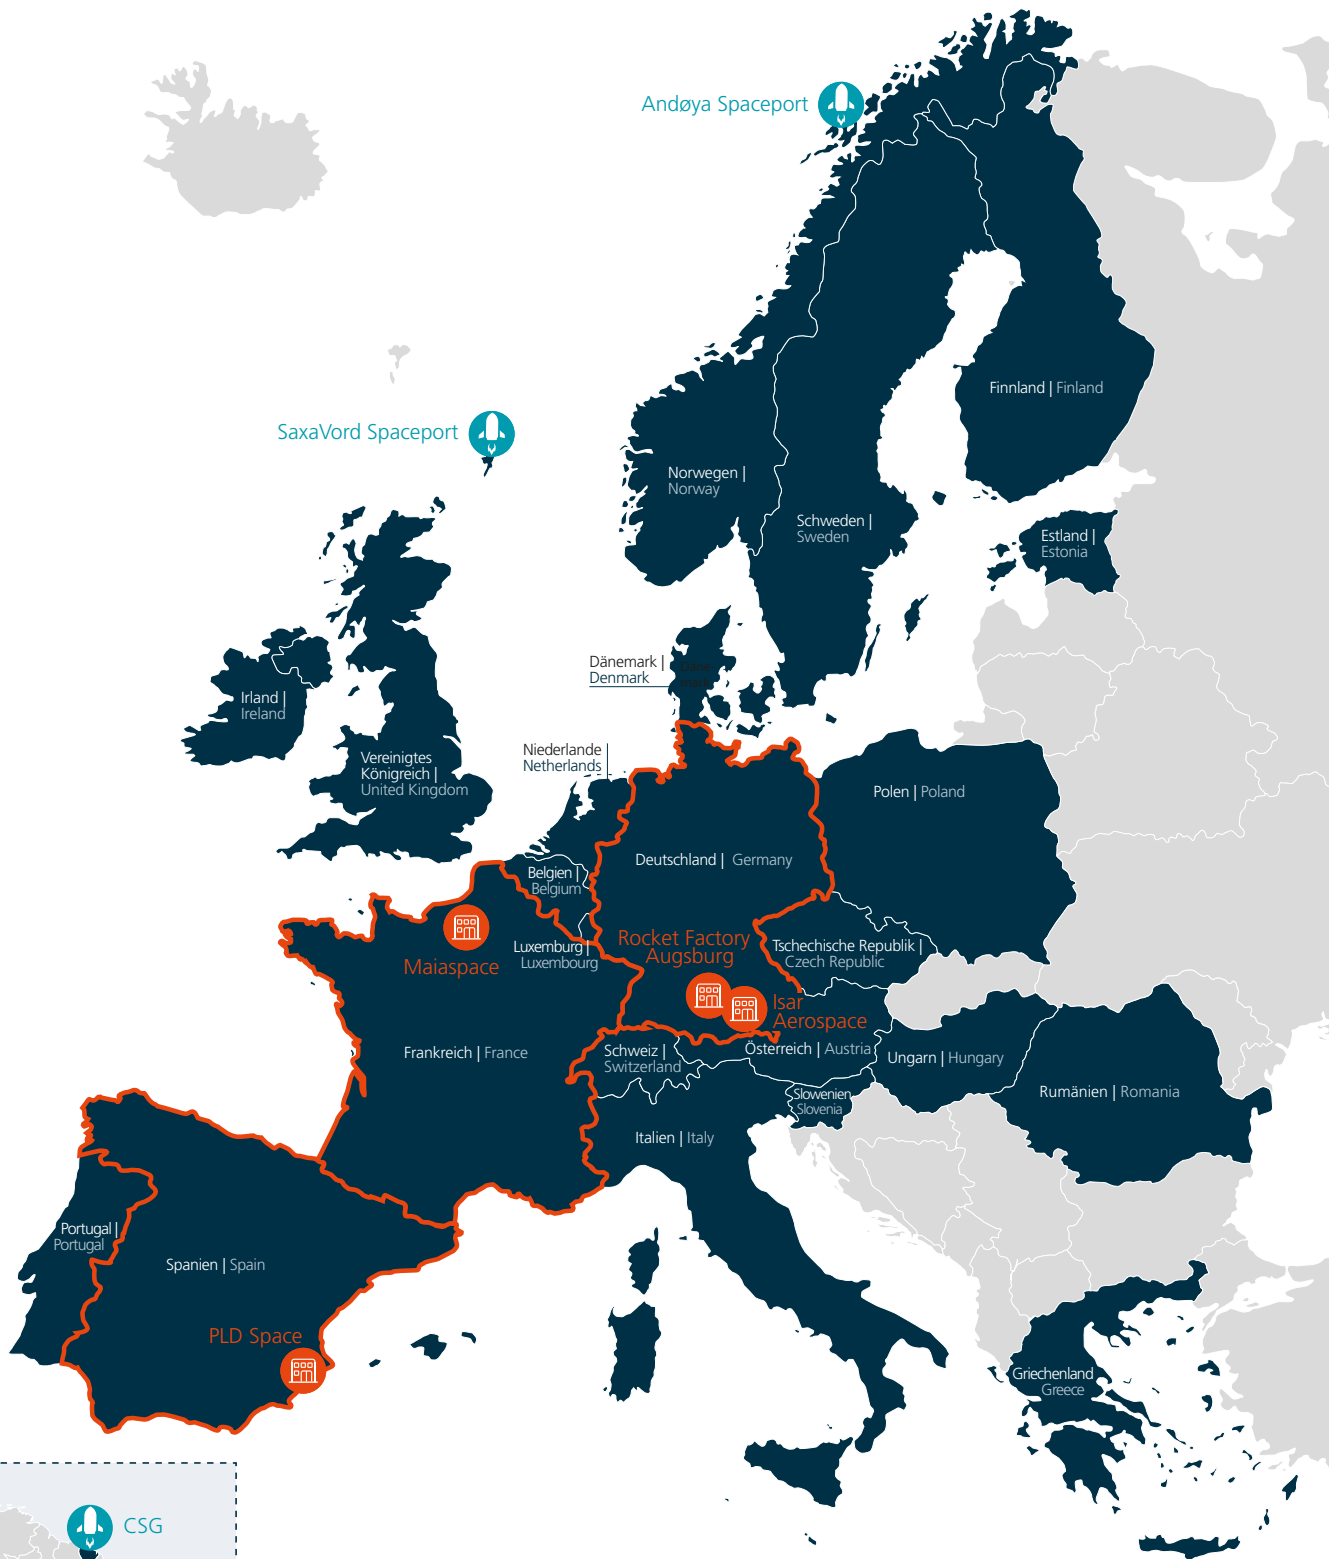 Andøya Spaceport
SaxaVord Spaceport
Finnland | Finland
Norwegen |
Norway
Schweden |
Sweden
Estland |
Estonia
Dänemark |
Denmark
Däne-
mark
Irland |
Ireland
Niederlande |
Netherlands
Vereinigtes
Königreich |
United Kingdom
Polen | Poland
Deutschland | Germany
Belgien |
Belgium
Rocket Factory
Augsburg
Luxemburg |
Luxembourg
Tschechische Republik |
Czech Republic
Maiaspace
Isar
Aerospace
Frankreich | France
Schweiz |
Switzerland
Österreich | Austria
Ungarn | Hungary
Slowenien
Slovenia
Rumänien | Romania
Italien | Italy
Portugal |
Portugal
Spanien | Spain
PLD Space
Griechenland
Greece
CSG